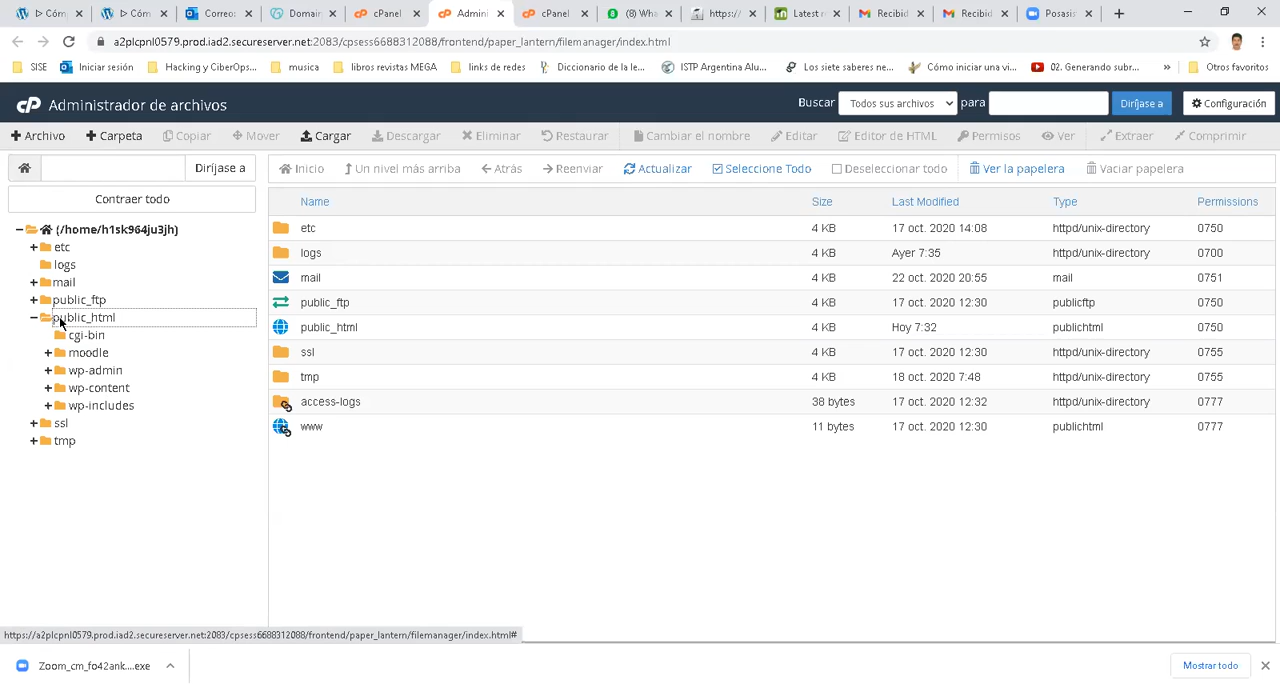 > Cóm
> Cóm
Correo:
Domain
cPanel
Admini
cPanel
(8) Wha
https:/
Latest r
Recibid
Recibid
Posasis
a2plcpnl0579.prod.iad2.secureserver.net:2083/cpsess6688312088/frontend/paper_lantern/filemanager/index.html
SISE
Iniciar sesión
Hacking y CiberOps...
musica
libros revistas MEGA
links de redes
Diccionario de la le...
ISTP Argentina Alu...
Los siete saberes ne...
Cómo iniciar una vi...
02. Generando subr...
»
Otros favoritos
cP Administrador de archivos
Buscar
Todos sus archivos
para
Diríjase a
Configuración
+ Archivo
+ Carpeta
Copiar
Mover
Cargar
Descargar
Eliminar
Restaurar
Cambiar el nombre
Editar
Editor de HTML
Permisos
Ver
Extraer
Comprimir
Diríjase a
Inicio
Un nivel más arriba
Atrás
Reenviar
Actualizar
Seleccione Todo
Deseleccionar todo
Ver la papelera
Vaciar papelera
Contraer todo
(/home/h1sk964ju3jh)
etc
logs
mail
public_ftp
public_html
cgi-bin
moodle
wp-admin
wp-content
wp-includes
ssl
tmp
Name Size Last Modified Type Permissions
etc 4 KB 17 oct. 2020 14:08 httpd/unix-directory 0750
logs 4 KB Ayer 7:35 httpd/unix-directory 0700
mail 4 KB 22 oct. 2020 20:55 mail 0751
public_ftp 4 KB 17 oct. 2020 12:30 publicftp 0750
public_html 4 KB Hoy 7:32 publichtml 0750
ssl 4 KB 17 oct. 2020 12:30 httpd/unix-directory 0755
tmp 4 KB 18 oct. 2020 7:48 httpd/unix-directory 0755
access-logs 38 bytes 17 oct. 2020 12:32 httpd/unix-directory 0777
www 11 bytes 17 oct. 2020 12:30 publichtml 0777
https://a2plcpnl0579.prod.iad2.secureserver.net:2083/cpsess6688312088/frontend/paper_lantern/filemanager/index.html#
Zoom_cm_fo42ank....exe
Mostrar todo